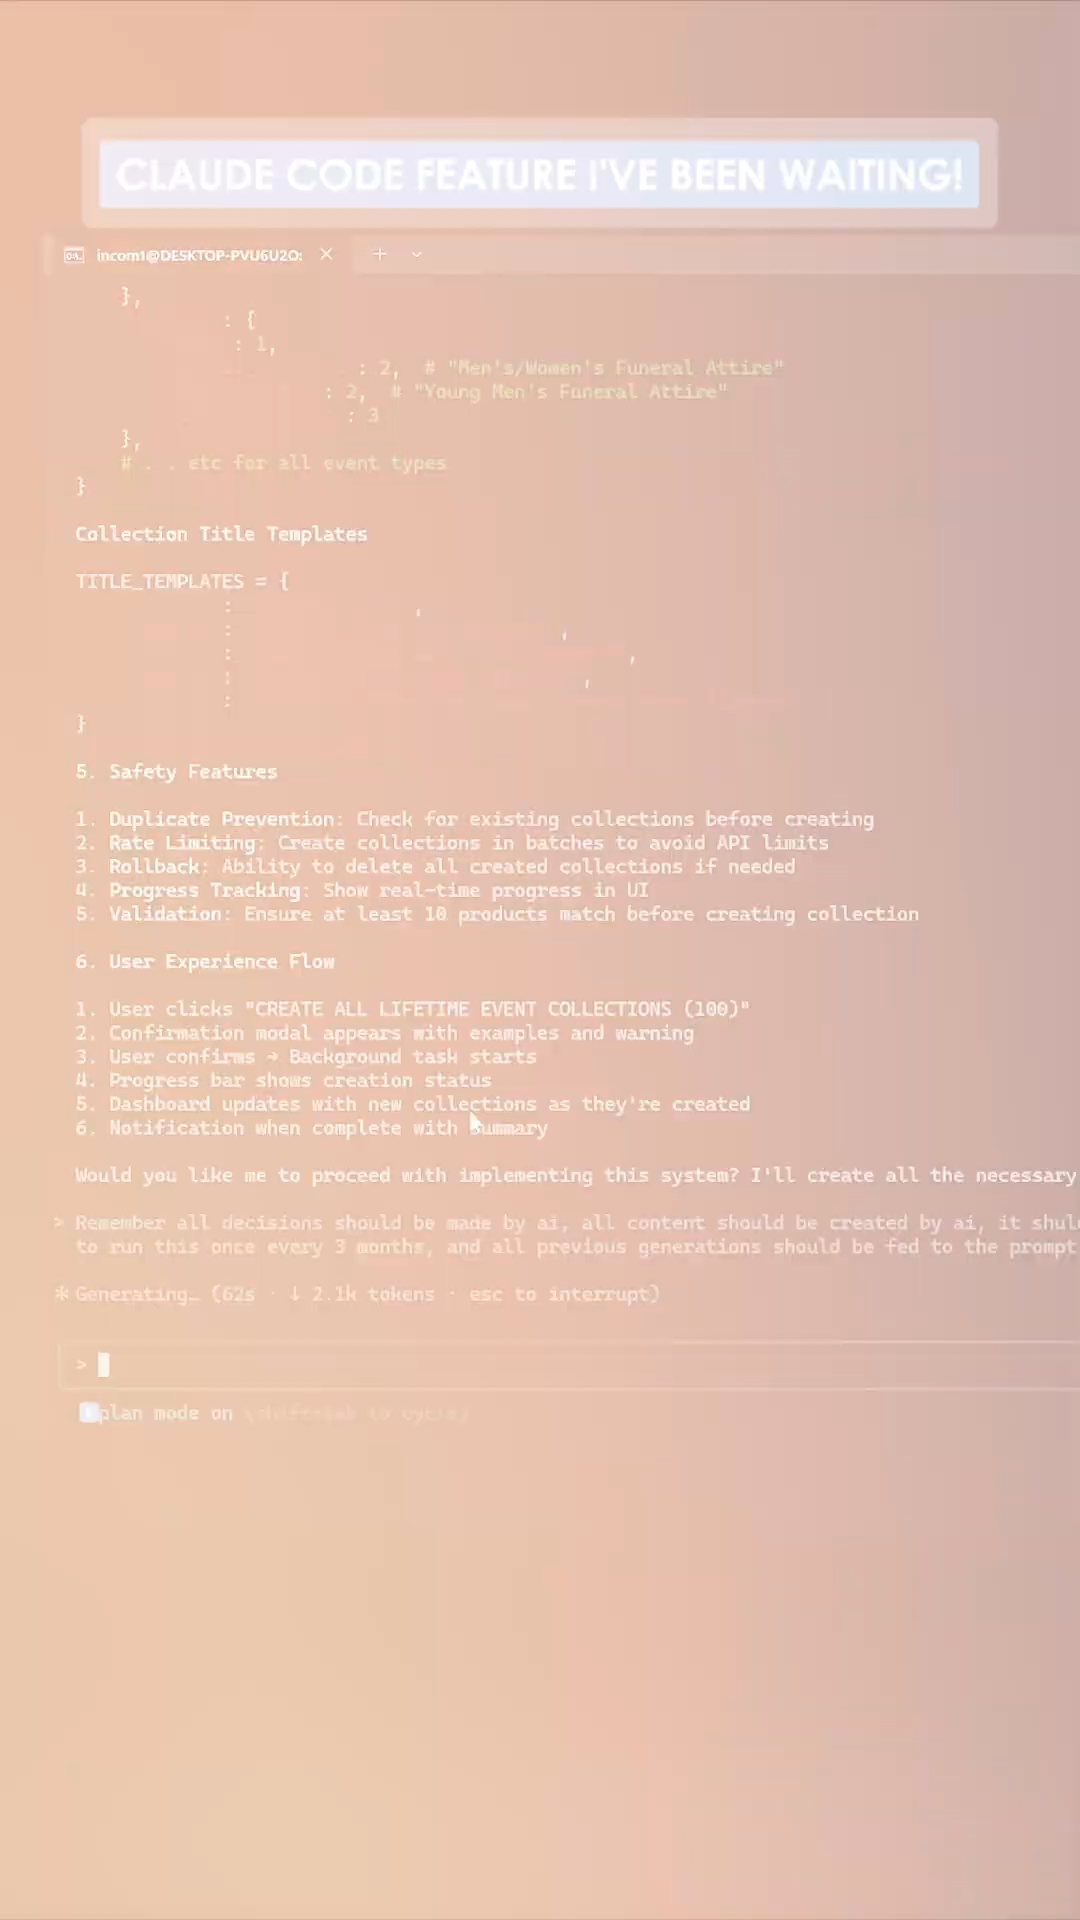 CLAUDE CODE FEATURE I'VE BEEN WAITING!
incom1@DESKTOP-PVU6U2O:
},
: {
: 1,
: 2, # "Men's/Women's Funeral Attire"
: 2, # "Young Men's Funeral Attire"
: 3
},
# . . etc for all event types
}
Collection Title Templates
TITLE_TEMPLATES = {
: ,
: ,
: ,
: ,
:
}
5. Safety Features
1. Duplicate Prevention: Check for existing collections before creating
2. Rate Limiting: Create collections in batches to avoid API limits
3. Rollback: Ability to delete all created collections if needed
4. Progress Tracking: Show real-time progress in UI
5. Validation: Ensure at least 10 products match before creating collection
6. User Experience Flow
1. User clicks "CREATE ALL LIFETIME EVENT COLLECTIONS (100)"
2. Confirmation modal appears with examples and warning
3. User confirms → Background task starts
4. Progress bar shows creation status
5. Dashboard updates with new collections as they're created
6. Notification when complete with summary
Would you like me to proceed with implementing this system? I'll create all the necessary
> Remember all decisions should be made by ai, all content should be created by ai, it shul
to run this once every 3 months, and all previous generations should be fed to the prompt
* Generating… (62s · ↓ 2.1k tokens · esc to interrupt)
>
plan mode on (shift+tab to cycle)